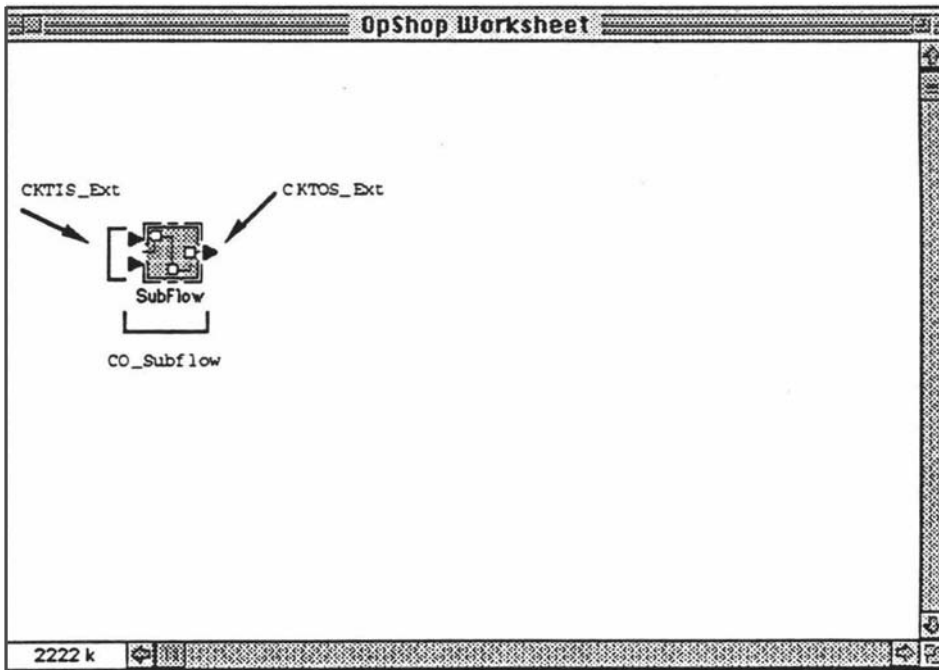 OpShop Worksheet
CKTIS_Ext
CKTOS_Ext
SubFlow
CO_Subflow
2222 k